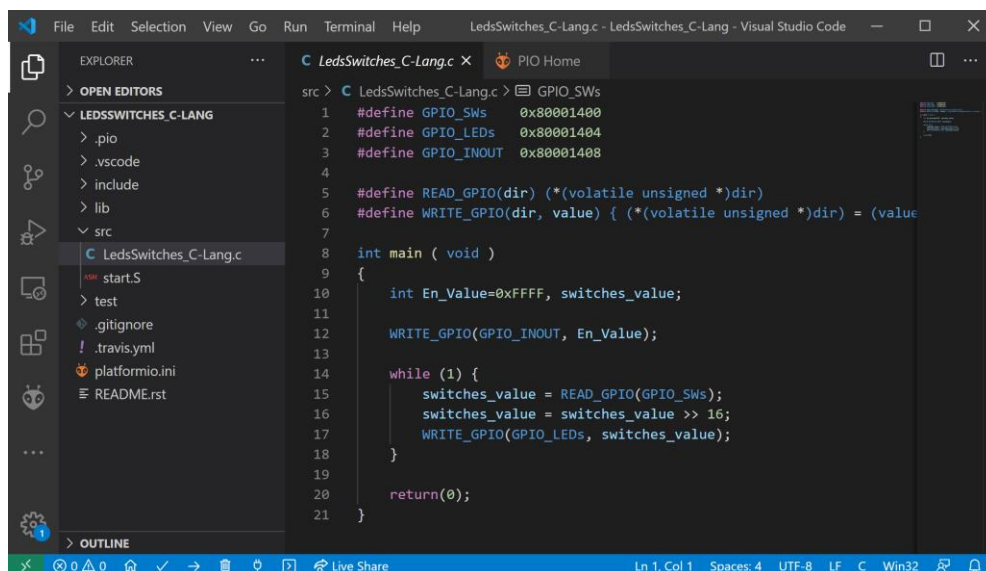 File Edit Selection View Go Run Terminal Help LedsSwitches_C-Lang.c - LedsSwitches_C-Lang - Visual Studio Code
EXPLORER
OPEN EDITORS
LEDSSWITCHES_C-LANG
.pio
.vscode
include
lib
src
C LedsSwitches_C-Lang.c
ASM start.S
test
.gitignore
! .travis.yml
platformio.ini
README.rst
OUTLINE
C LedsSwitches_C-Lang.c PIO Home
src > C LedsSwitches_C-Lang.c > GPIO_SWs
1 #define GPIO_SWs 0x80001400
2 #define GPIO_LEDs 0x80001404
3 #define GPIO_INOUT 0x80001408
4
5 #define READ_GPIO(dir) (*(volatile unsigned *)dir)
6 #define WRITE_GPIO(dir, value) { (*(volatile unsigned *)dir) = (value
7
8 int main ( void )
9 {
10 int En_Value=0xFFFF, switches_value;
11
12 WRITE_GPIO(GPIO_INOUT, En_Value);
13
14 while (1) {
15 switches_value = READ_GPIO(GPIO_SWs);
16 switches_value = switches_value >> 16;
17 WRITE_GPIO(GPIO_LEDs, switches_value);
18 }
19
20 return(0);
21 }
1
0 0 Live Share Ln 1, Col 1 Spaces: 4 UTF-8 LF C Win32